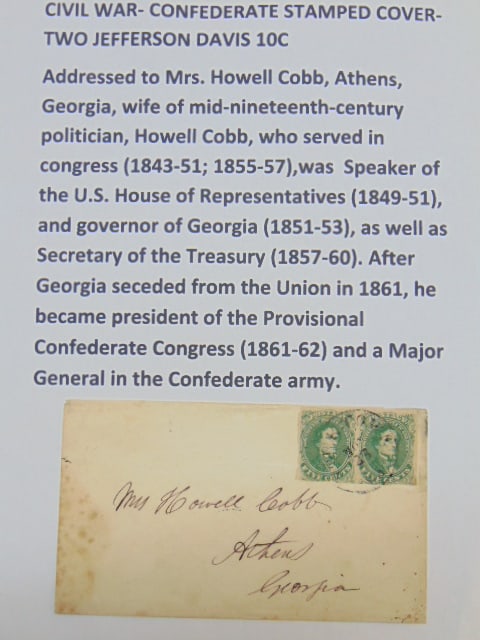 CIVIL WAR- CONFEDERATE STAMPED COVER-
TWO JEFFERSON DAVIS 10C
Addressed to Mrs. Howell Cobb, Athens,
Georgia, wife of mid-nineteenth-century
politician, Howell Cobb, who served in
congress (1843-51; 1855-57),was  Speaker of
the U.S. House of Representatives (1849-51),
and governor of Georgia (1851-53), as well as
Secretary of the Treasury (1857-60). After
Georgia seceded from the Union in 1861, he
became president of the Provisional
Confederate Congress (1861-62) and a Major
General in the Confederate army.
Mrs Howell Cobb
Athens
Georgia